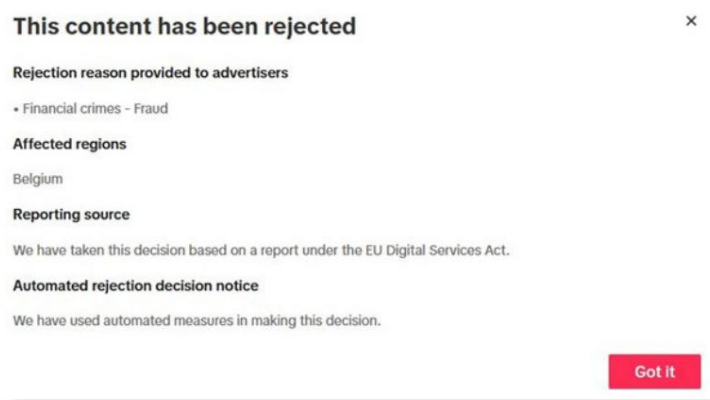 This content has been rejected
Rejection reason provided to advertisers
• Financial crimes - Fraud
Affected regions
Belgium
Reporting source
We have taken this decision based on a report under the EU Digital Services Act.
Automated rejection decision notice
We have used automated measures in making this decision.
Got it